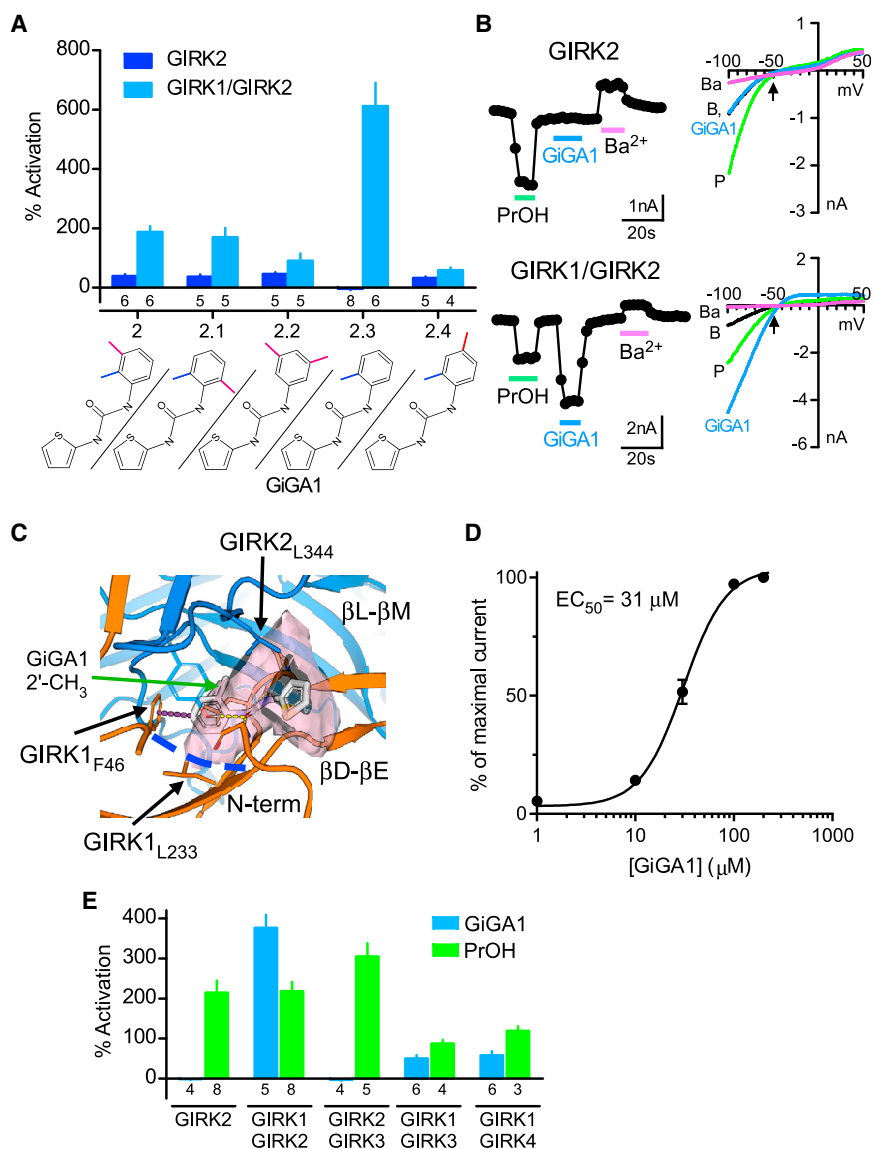 A
800
600
400
200
0
% Activation
GIRK2
GIRK1/GIRK2
6 6 5 5 5 5 8 6 5 4
2 2.1 2.2 2.3 2.4
S O N N H H
S O N N H H
S O N N H H
S O N N H H
S O N N H H
GiGA1
B
GIRK2
PrOH
GiGA1
Ba2+
1nA
20s
-100 -50 50
mV
1
-1
-2
-3
nA
Ba
B,
GiGA1
P
GIRK1/GIRK2
PrOH
GiGA1
Ba2+
2nA
20s
-100 -50 50
mV
2
-2
-4
-6
nA
Ba
B
P
GiGA1
C
GIRK2L344
βL-βM
GiGA1
2'-CH3
GIRK1F46
βD-βE
N-term
GIRK1L233
D
100
50
0
% of maximal current
EC50= 31 μM
1 10 100 1000
[GiGA1] (μM)
E
400
300
200
100
0
% Activation
GiGA1
PrOH
4 8 5 8 4 5 6 4 6 3
GIRK2 GIRK1 GIRK2 GIRK1 GIRK1
GIRK2 GIRK3 GIRK3 GIRK4